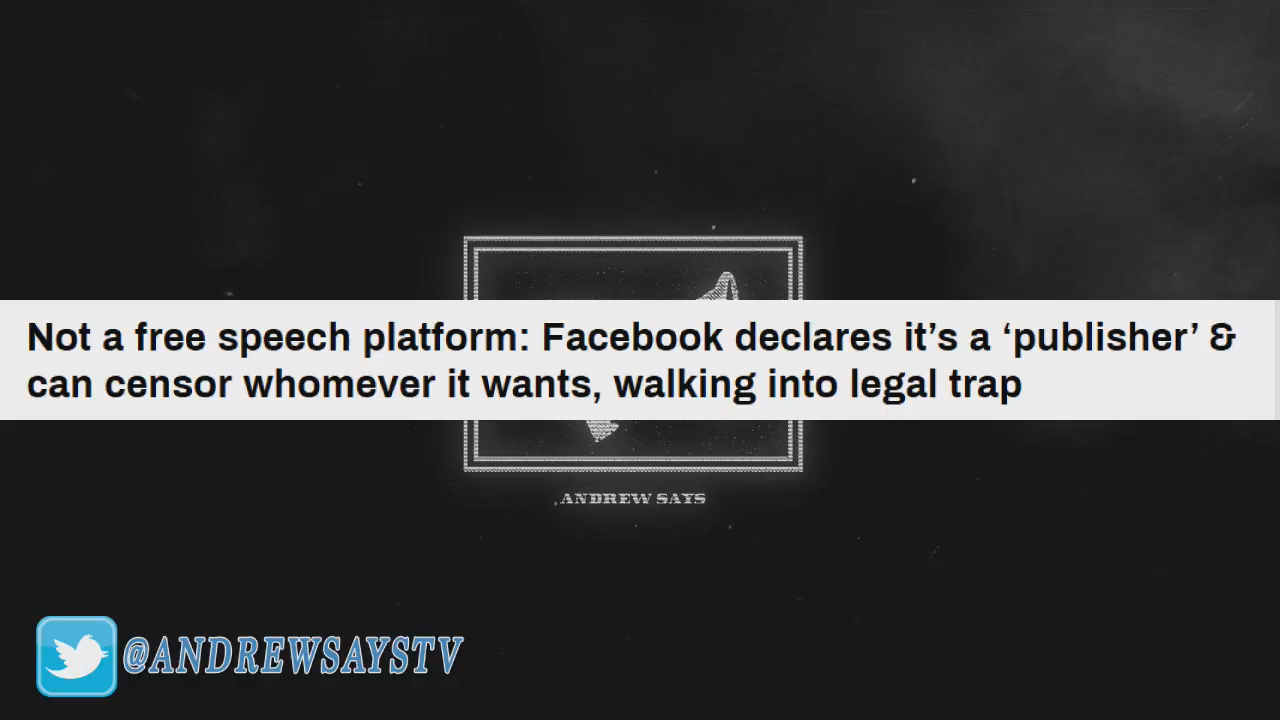 Not a free speech platform: Facebook declares it’s a ‘publisher’ &
can censor whomever it wants, walking into legal trap
ANDREW SAYS
@ANDREWSAYSTV